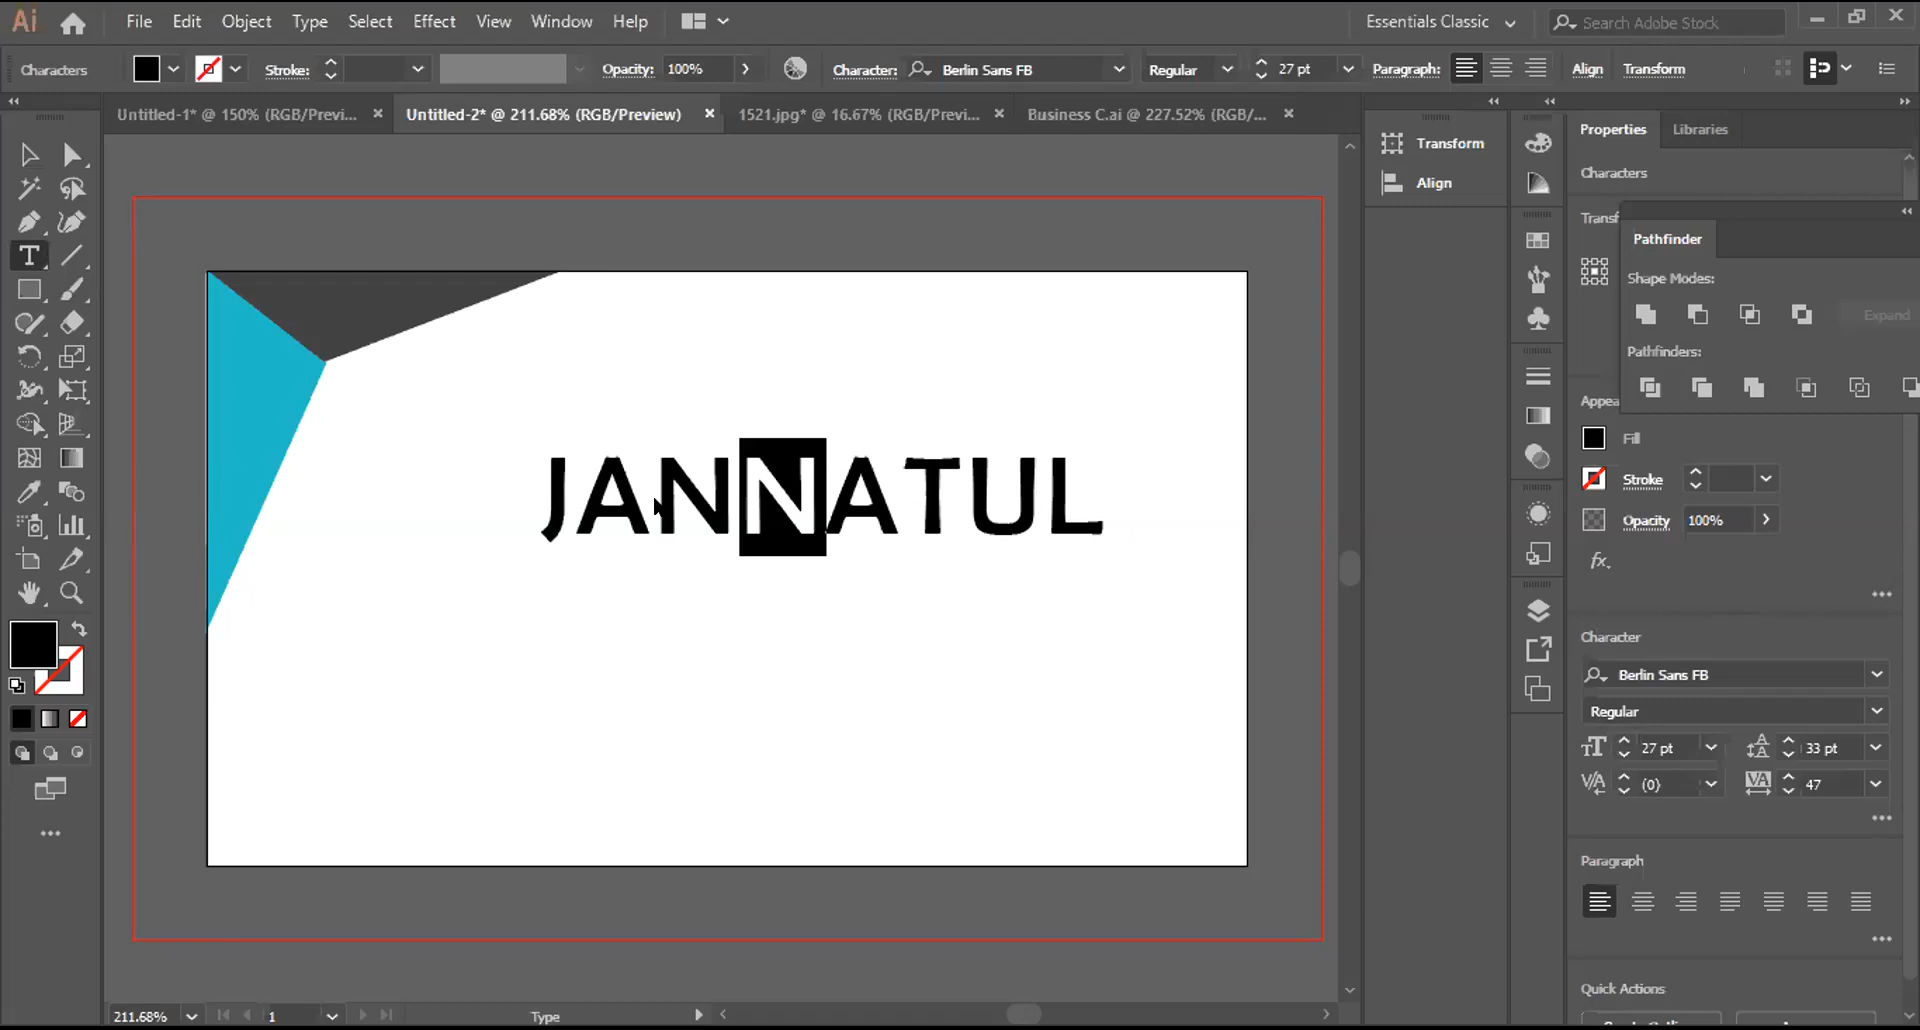 Ai File Edit Object Type Select Effect View Window Help Essentials Classic Search Adobe Stock
Characters Stroke: Opacity: 100% Character: Berlin Sans FB Regular 27 pt Paragraph: Align Transform
Untitled-1* @ 150% (RGB/Previ... × Untitled-2* @ 211.68% (RGB/Preview) × 1521.jpg* @ 16.67% (RGB/Previ... × Business C.ai @ 227.52% (RGB/... ×
Transform
Align
Properties Libraries
Characters
Transf
Pathfinder
Shape Modes:
Expand
Pathfinders:
Appea
Fill
Stroke
Opacity 100%
fx.
JANNATUL
Character
Berlin Sans FB
Regular
27 pt 33 pt
(0) 47
Paragraph
Quick Actions
211.68% 1 Type